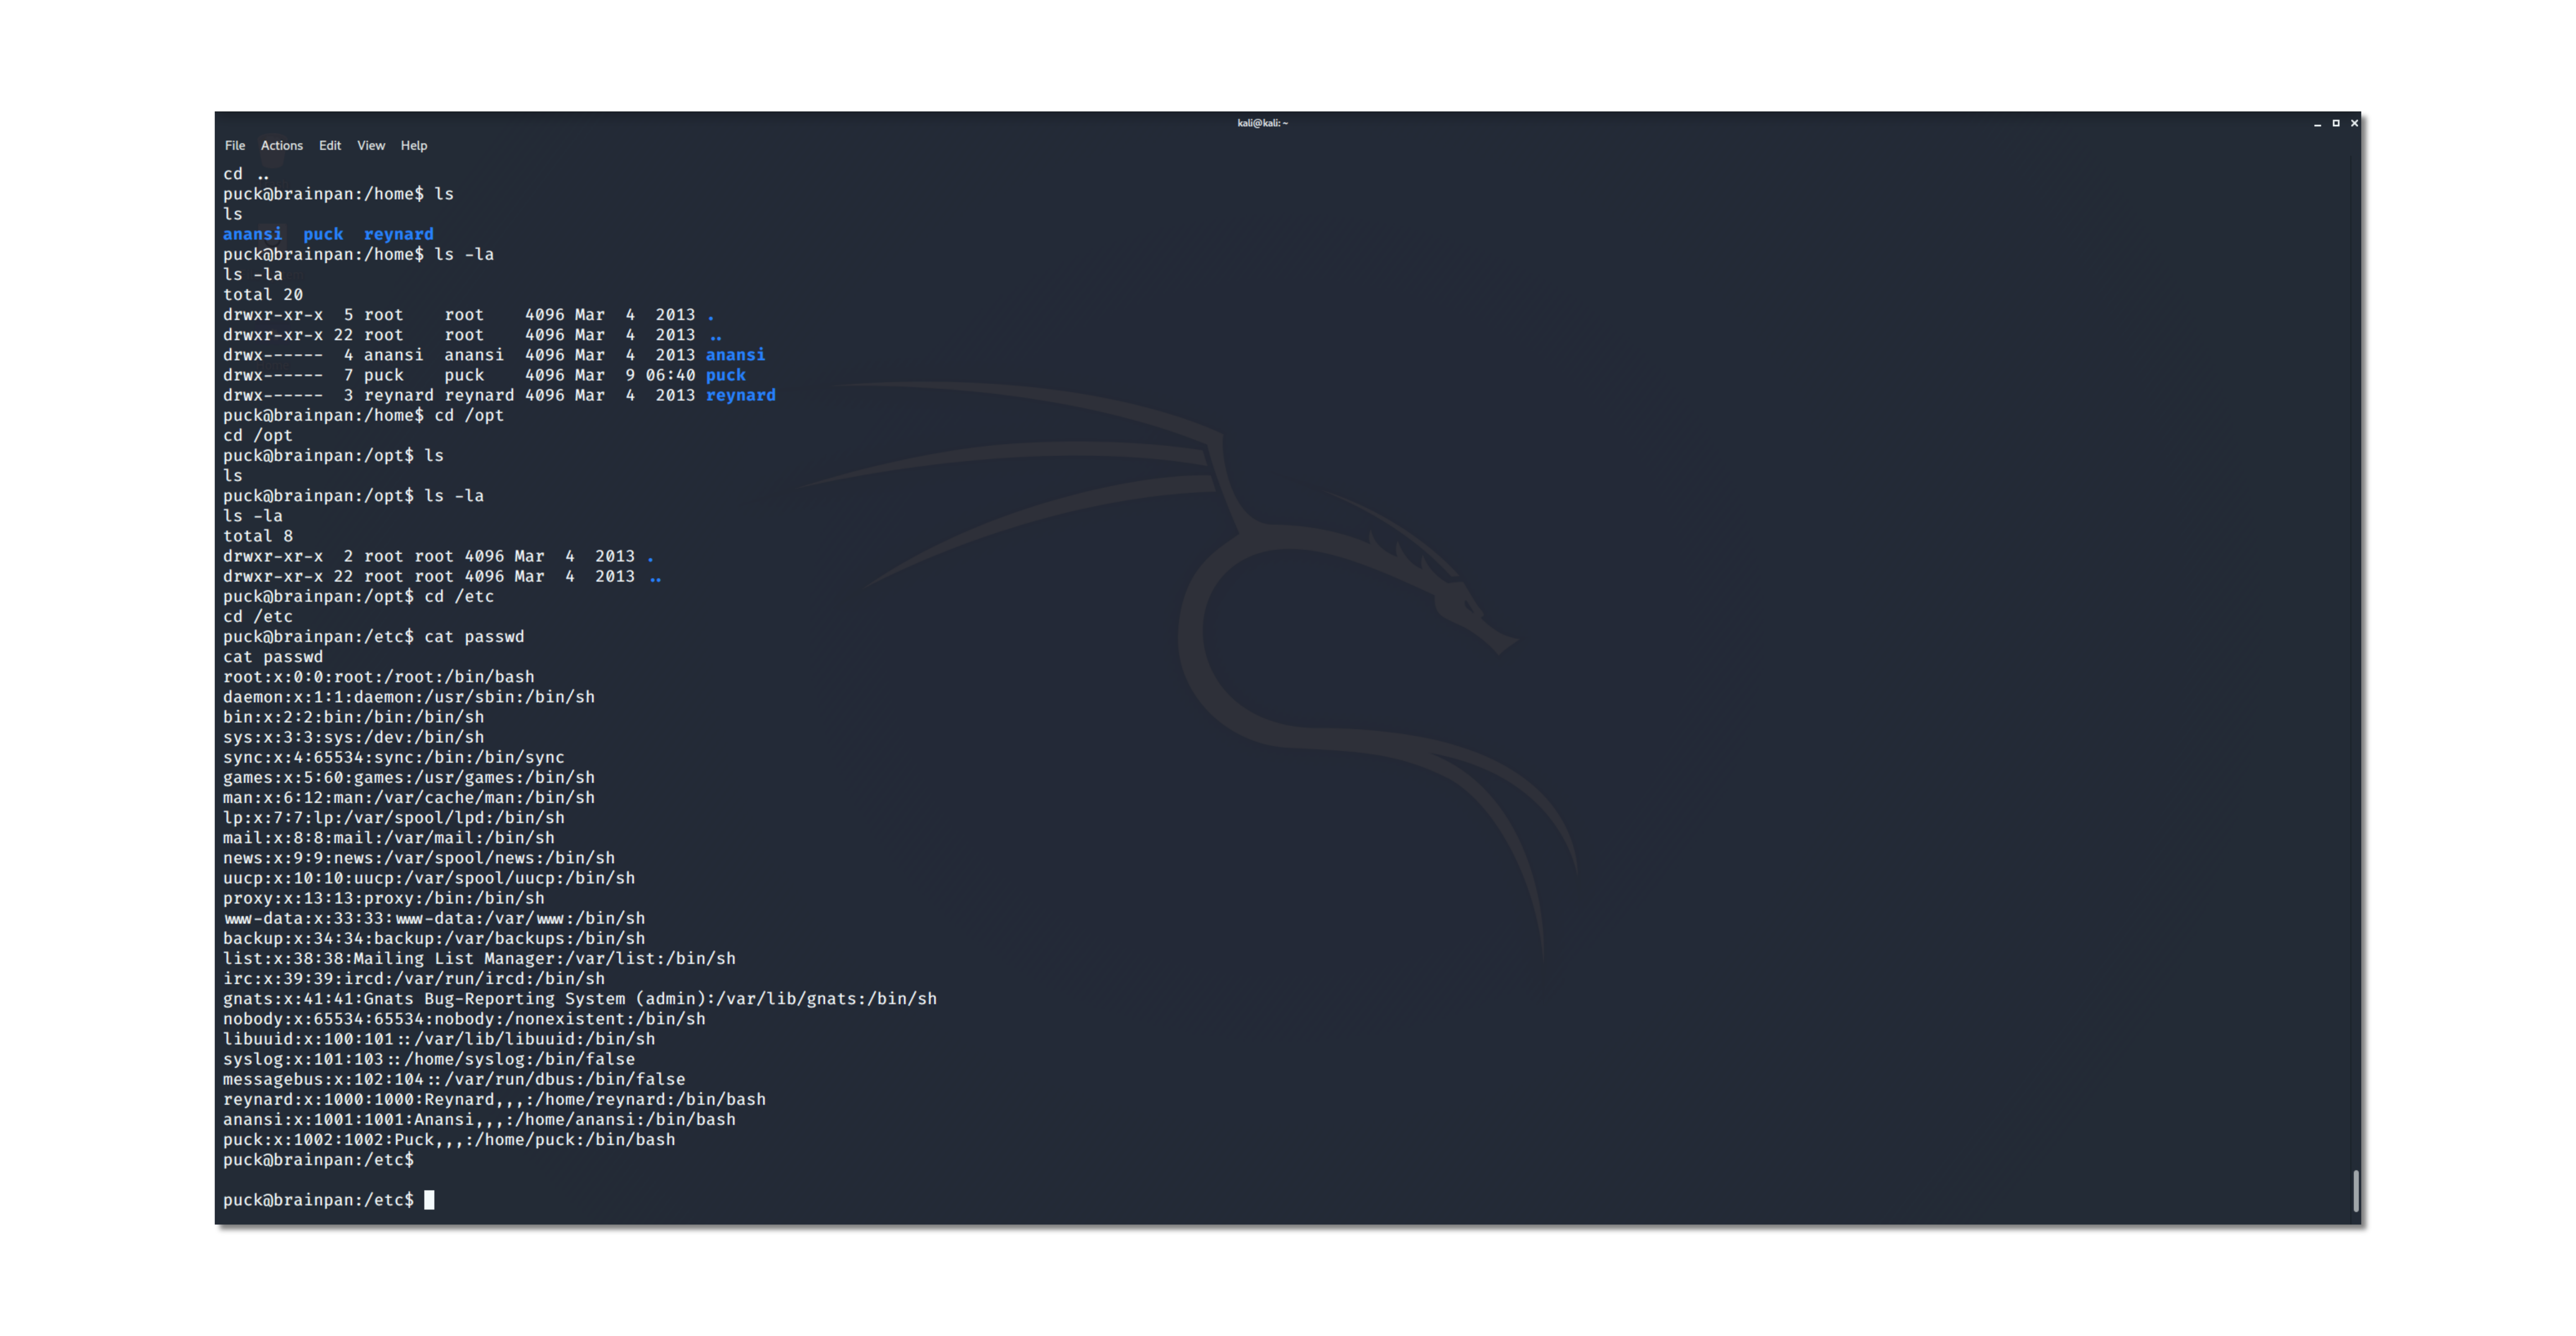 kali@kali: ~
File Actions Edit View Help
cd ..
puck@brainpan:/home$ ls
ls
anansi  puck  reynard
puck@brainpan:/home$ ls -la
ls -la
total 20
drwxr-xr-x  5 root    root    4096 Mar  4  2013 .
drwxr-xr-x 22 root    root    4096 Mar  4  2013 ..
drwx------  4 anansi  anansi  4096 Mar  4  2013 anansi
drwx------  7 puck    puck    4096 Mar  9 06:40 puck
drwx------  3 reynard reynard 4096 Mar  4  2013 reynard
puck@brainpan:/home$ cd /opt
cd /opt
puck@brainpan:/opt$ ls
ls
puck@brainpan:/opt$ ls -la
ls -la
total 8
drwxr-xr-x  2 root root 4096 Mar  4  2013 .
drwxr-xr-x 22 root root 4096 Mar  4  2013 ..
puck@brainpan:/opt$ cd /etc
cd /etc
puck@brainpan:/etc$ cat passwd
cat passwd
root:x:0:0:root:/root:/bin/bash
daemon:x:1:1:daemon:/usr/sbin:/bin/sh
bin:x:2:2:bin:/bin:/bin/sh
sys:x:3:3:sys:/dev:/bin/sh
sync:x:4:65534:sync:/bin:/bin/sync
games:x:5:60:games:/usr/games:/bin/sh
man:x:6:12:man:/var/cache/man:/bin/sh
lp:x:7:7:lp:/var/spool/lpd:/bin/sh
mail:x:8:8:mail:/var/mail:/bin/sh
news:x:9:9:news:/var/spool/news:/bin/sh
uucp:x:10:10:uucp:/var/spool/uucp:/bin/sh
proxy:x:13:13:proxy:/bin:/bin/sh
www-data:x:33:33:www-data:/var/www:/bin/sh
backup:x:34:34:backup:/var/backups:/bin/sh
list:x:38:38:Mailing List Manager:/var/list:/bin/sh
irc:x:39:39:ircd:/var/run/ircd:/bin/sh
gnats:x:41:41:Gnats Bug-Reporting System (admin):/var/lib/gnats:/bin/sh
nobody:x:65534:65534:nobody:/nonexistent:/bin/sh
libuuid:x:100:101::/var/lib/libuuid:/bin/sh
syslog:x:101:103::/home/syslog:/bin/false
messagebus:x:102:104::/var/run/dbus:/bin/false
reynard:x:1000:1000:Reynard,,,:/home/reynard:/bin/bash
anansi:x:1001:1001:Anansi,,,:/home/anansi:/bin/bash
puck:x:1002:1002:Puck,,,:/home/puck:/bin/bash
puck@brainpan:/etc$
puck@brainpan:/etc$